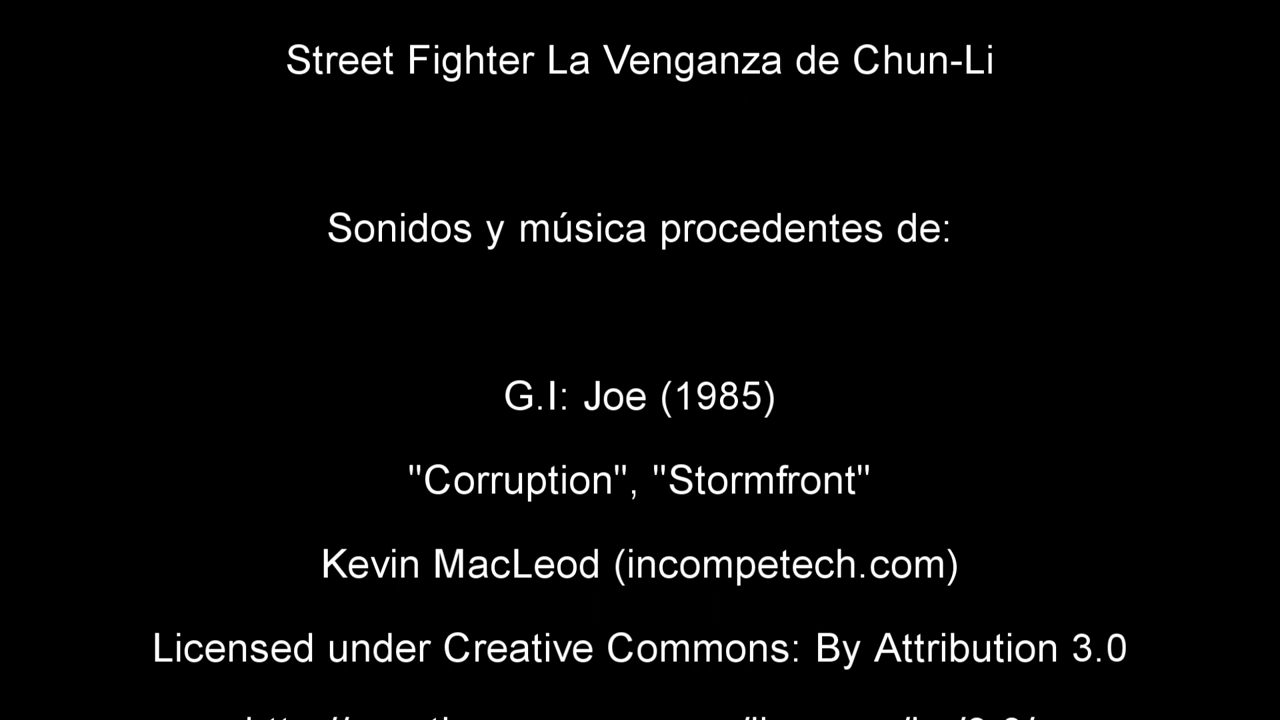 Street Fighter La Venganza de Chun-Li
Sonidos y música procedentes de:
G.I: Joe (1985)
"Corruption", "Stormfront"
Kevin MacLeod (incompetech.com)
Licensed under Creative Commons: By Attribution 3.0